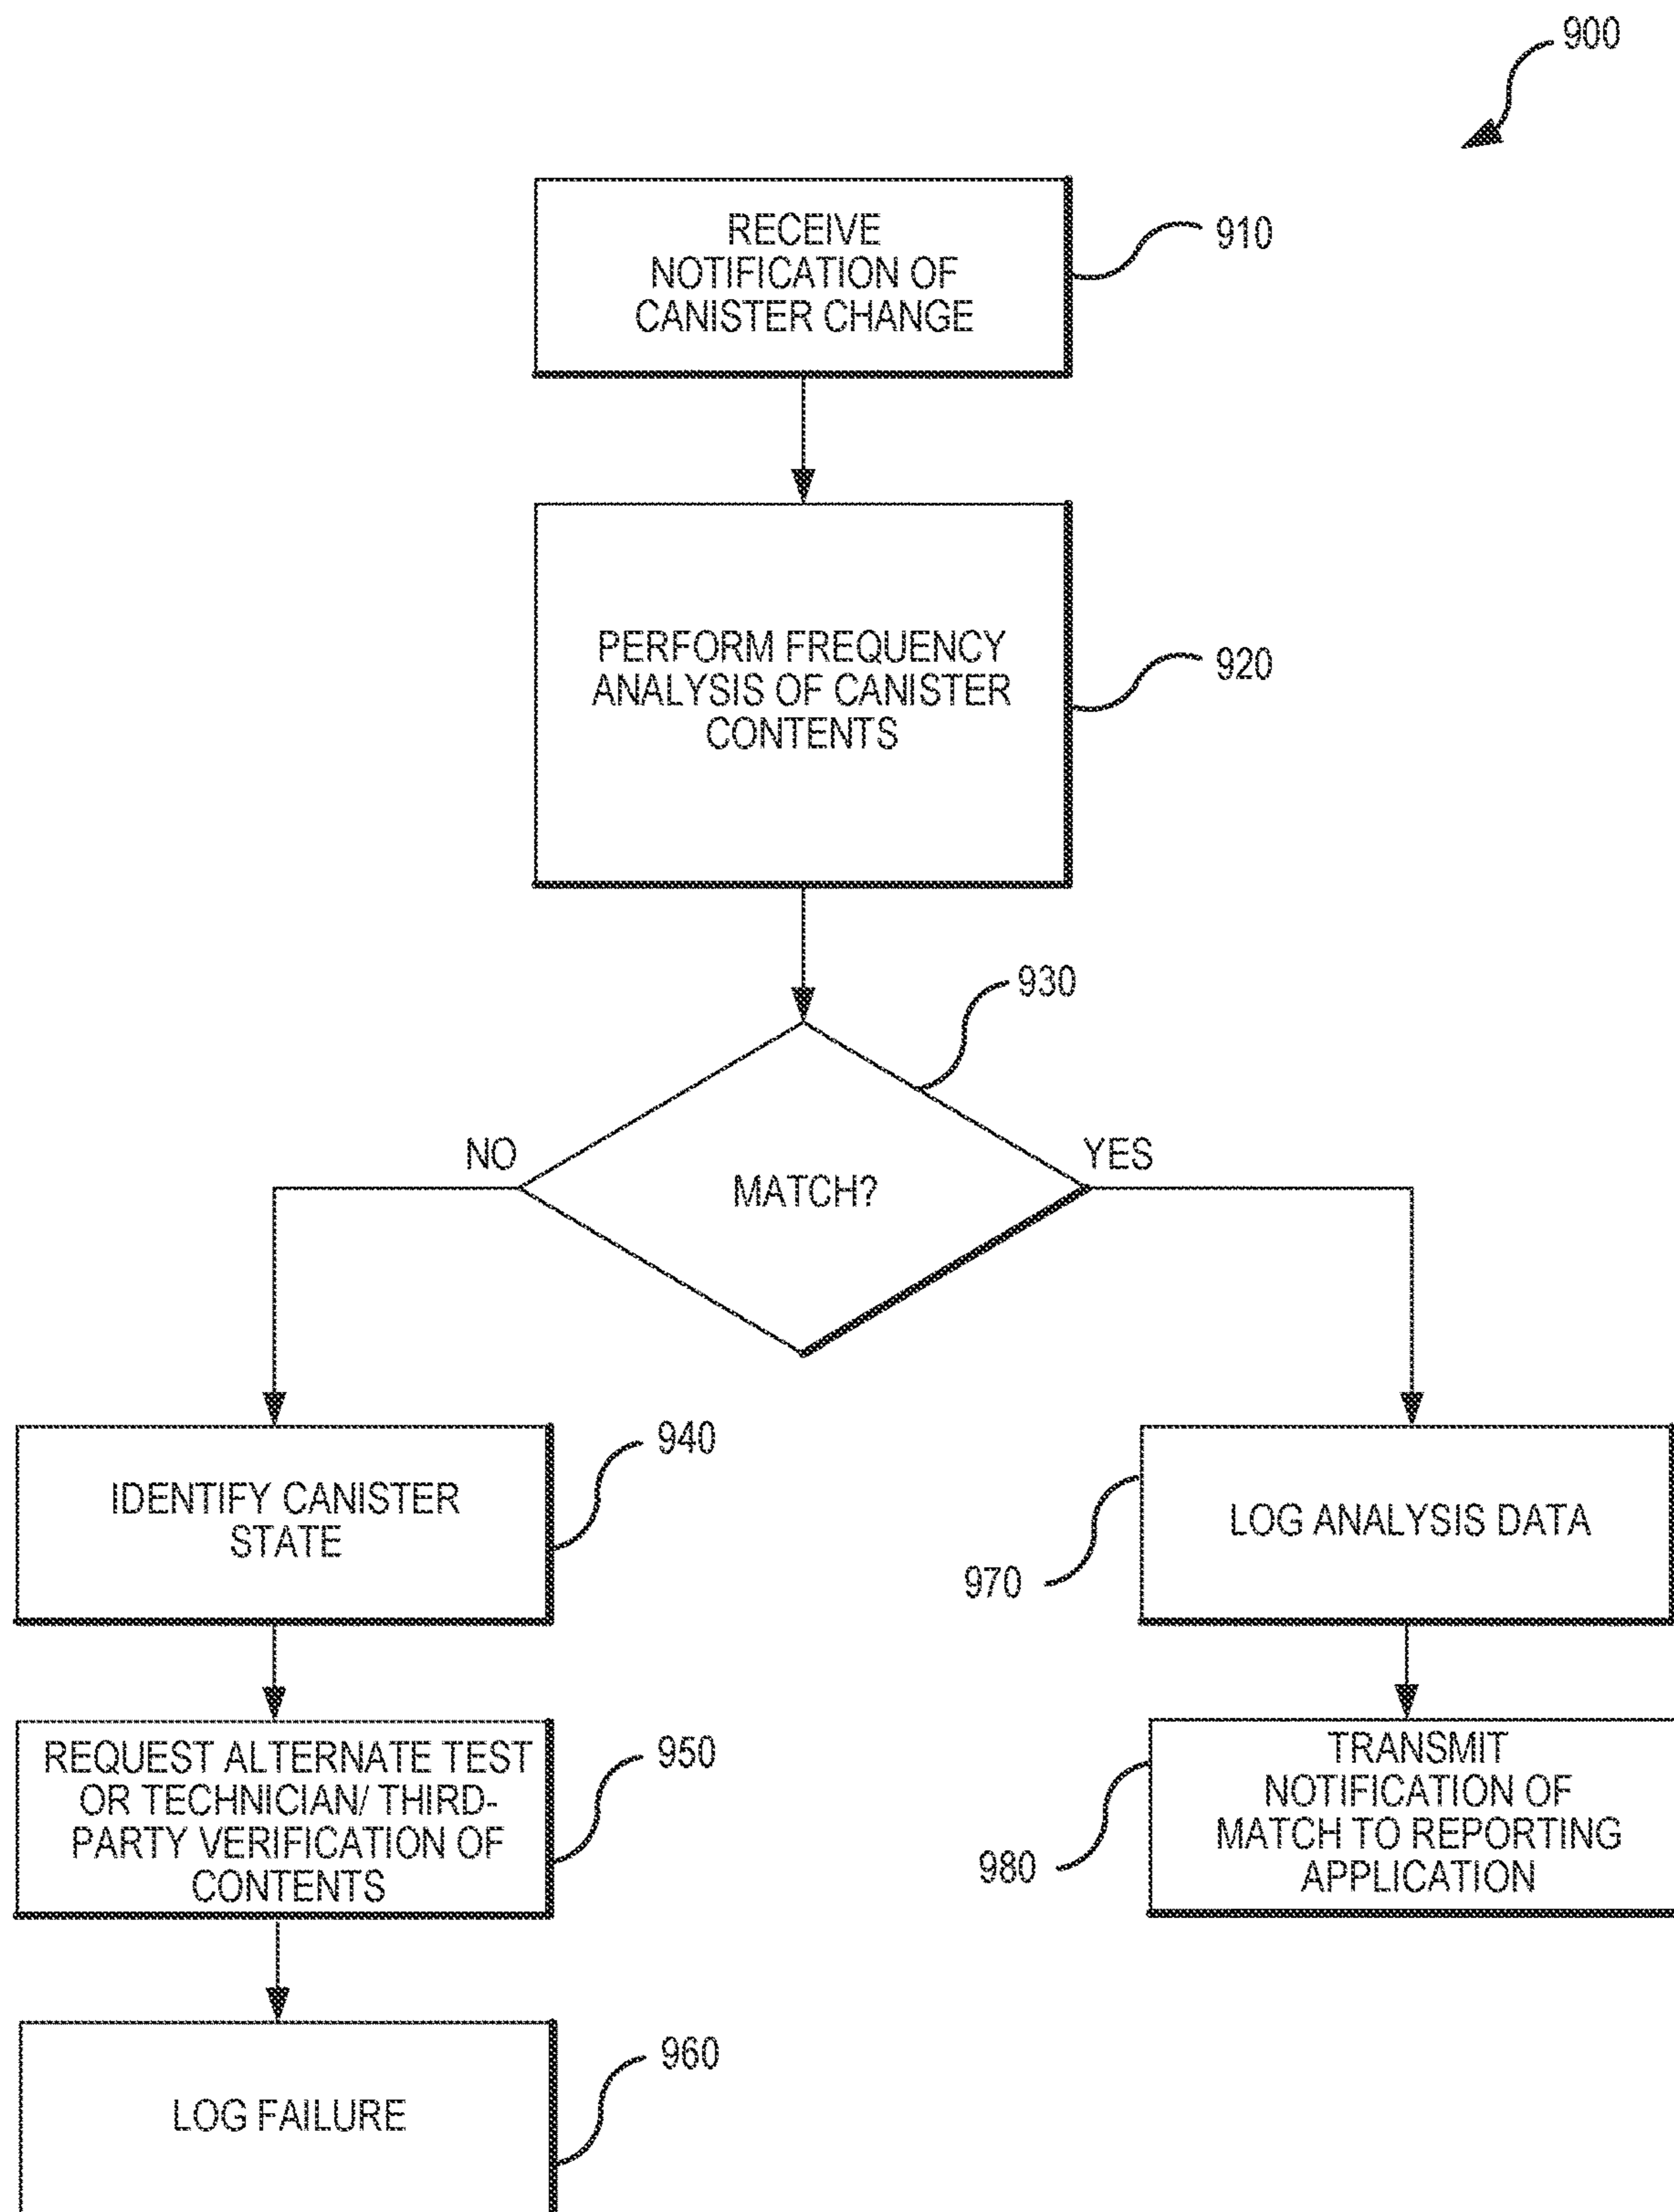 900
RECEIVE
NOTIFICATION OF
CANISTER CHANGE
910
PERFORM FREQUENCY
ANALYSIS OF CANISTER
CONTENTS
920
930
NO
MATCH?
YES
IDENTIFY CANISTER
STATE
940
REQUEST ALTERNATE TEST
OR TECHNICIAN/ THIRD-
PARTY VERIFICATION OF
CONTENTS
950
LOG FAILURE
960
LOG ANALYSIS DATA
970
TRANSMIT
NOTIFICATION OF
MATCH TO REPORTING
APPLICATION
980